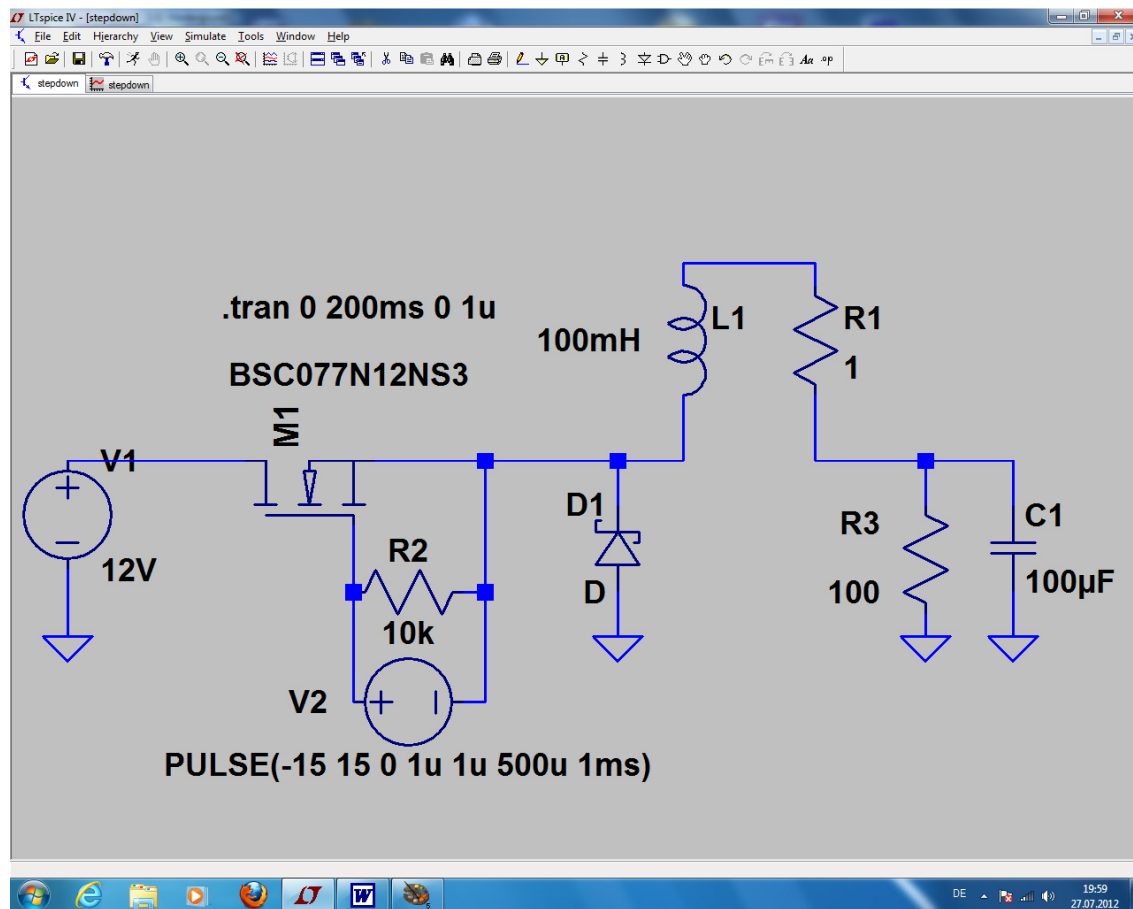 LTspice IV - [stepdown]
File Edit Hierarchy View Simulate Tools Window Help
Aa .op
stepdown stepdown
.tran 0 200ms 0 1u
BSC077N12NS3
M1
V1
12V
R2
10k
V2
PULSE(-15 15 0 1u 1u 500u 1ms)
100mH
L1
R1
1
D1
D
R3
100
C1
100µF
DE
19:59
27.07.2012